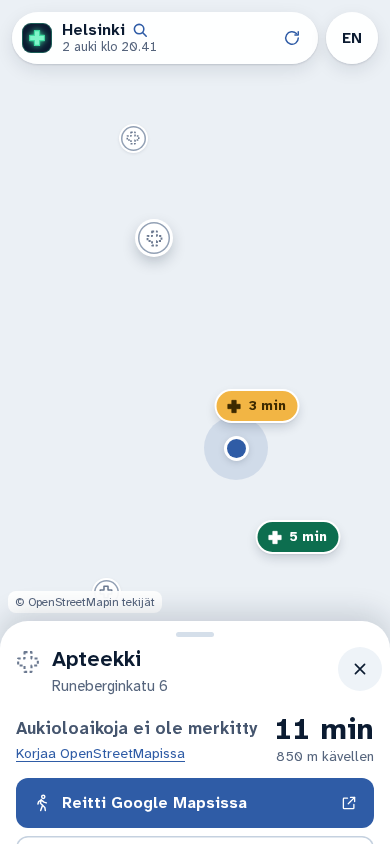 Helsinki
2 auki klo 20.41
EN
3 min
5 min
© OpenStreetMapin tekijät
Apteekki
Runeberginkatu 6
Aukioloaikoja ei ole merkitty
11 min
Korjaa OpenStreetMapissa
850 m kävellen
Reitti Google Mapsissa